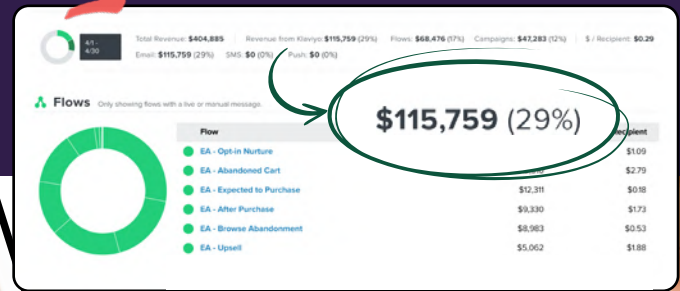 4/1 -
4/30
Total Revenue: $404,885 Revenue from Klaviyo: $115,759 (29%) Flows: $68,476 (17%) Campaigns: $47,283 (12%) $ / Recipient: $0.29
Email: $115,759 (29%) SMS: $0 (0%) Push: $0 (0%)
Flows Only showing flows with a live or manual message.
$115,759 (29%)
Flow
EA - Opt-in Nurture $1.09
EA - Abandoned Cart $2.79
EA - Expected to Purchase $12,311 $0.18
EA - After Purchase $9,330 $1.73
EA - Browse Abandonment $8,983 $0.53
EA - Upsell $5,062 $1.88